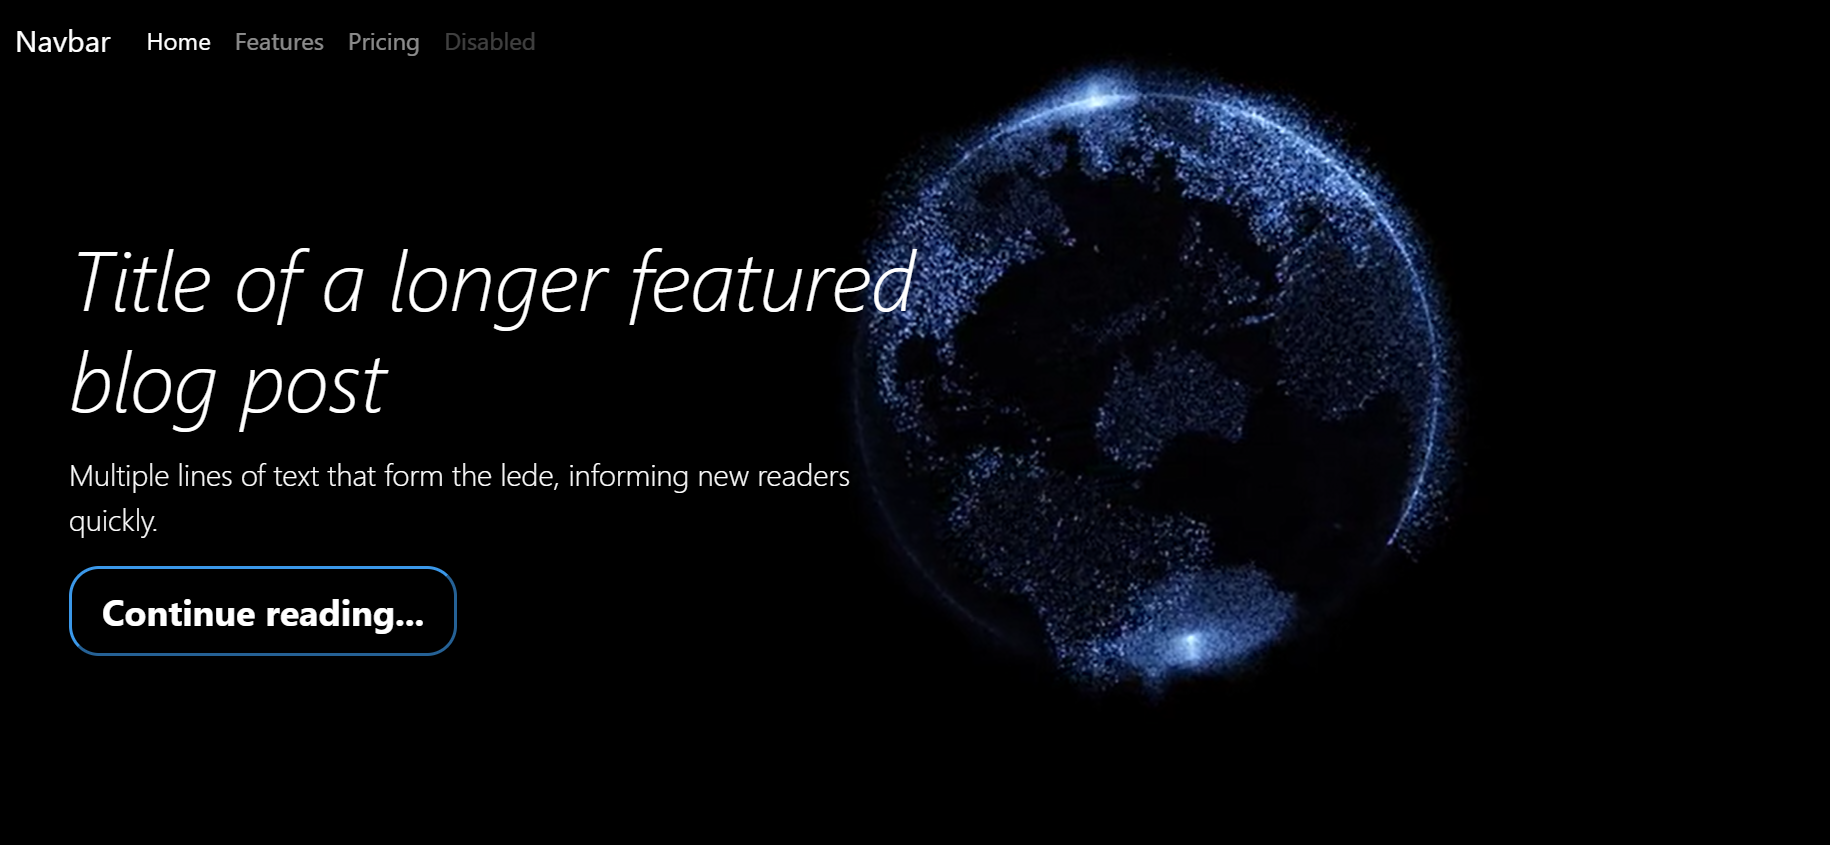 Navbar Home Features Pricing Disabled
Title of a longer featured
blog post
Multiple lines of text that form the lede, informing new readers
quickly.
Continue reading...